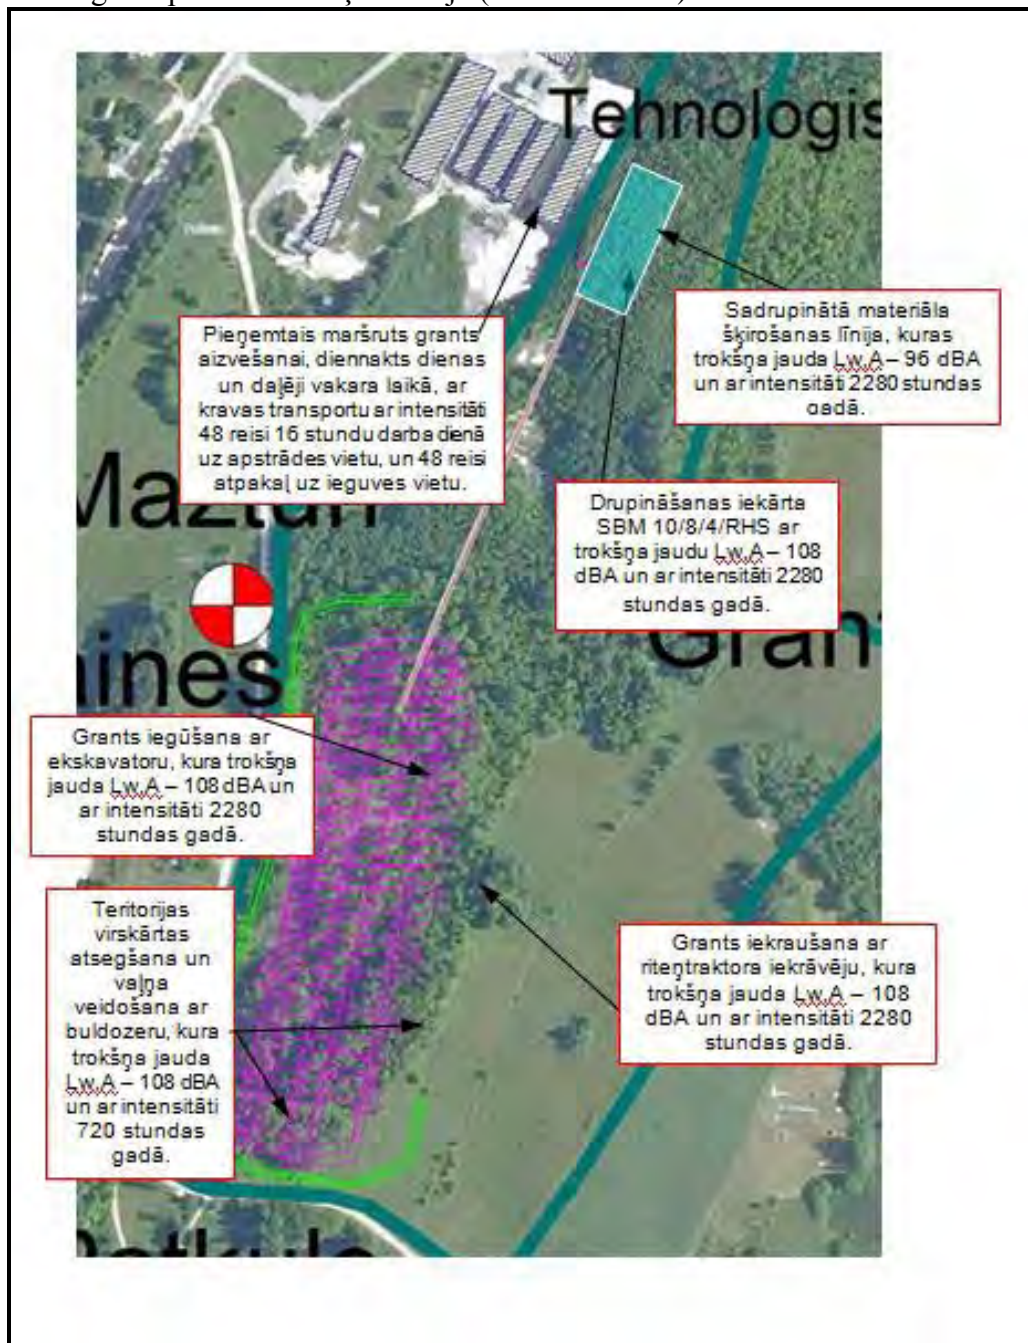 Tehnologis
Sadrupinātā materiāla
šķirošanas līnija, kuras
trokšņa jauda Lw,A – 96 dBA
un ar intensitāti 2280 stundas
gadā.
Pieņemtais maršruts grants
aizvešanai, diennakts dienas
un daļēji vakara laikā, ar
kravas transportu ar intensitāti
48 reisi 16 stundu darba dienā
uz apstrādes vietu, un 48 reisi
atpakaļ uz ieguves vietu.
Drupināšanas iekārta
SBM 10/8/4/RHS ar
trokšņa jaudu Lw,A – 108
dBA un ar intensitāti 2280
stundas gadā.
aines
Gran
Grants iegūšana ar
ekskavatoru, kura trokšņa
jauda Lw,A – 108 dBA un
ar intensitāti 2280
stundas gadā.
Teritorijas
virskārtas
atsegšana un
vaļņa
veidošana ar
buldozeru, kura
trokšņa jauda
Lw,A – 108 dBA
un ar intensitāti
720 stundas
gadā.
Grants iekraušana ar
riteņtraktora iekrāvēju, kura
trokšņa jauda Lw,A – 108
dBA un ar intensitāti 2280
stundas gadā.